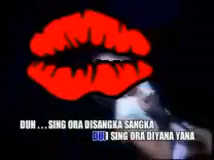 DUH . . . SING ORA DISANGKA SANGKA
DUH SING ORA DIYANA YANA